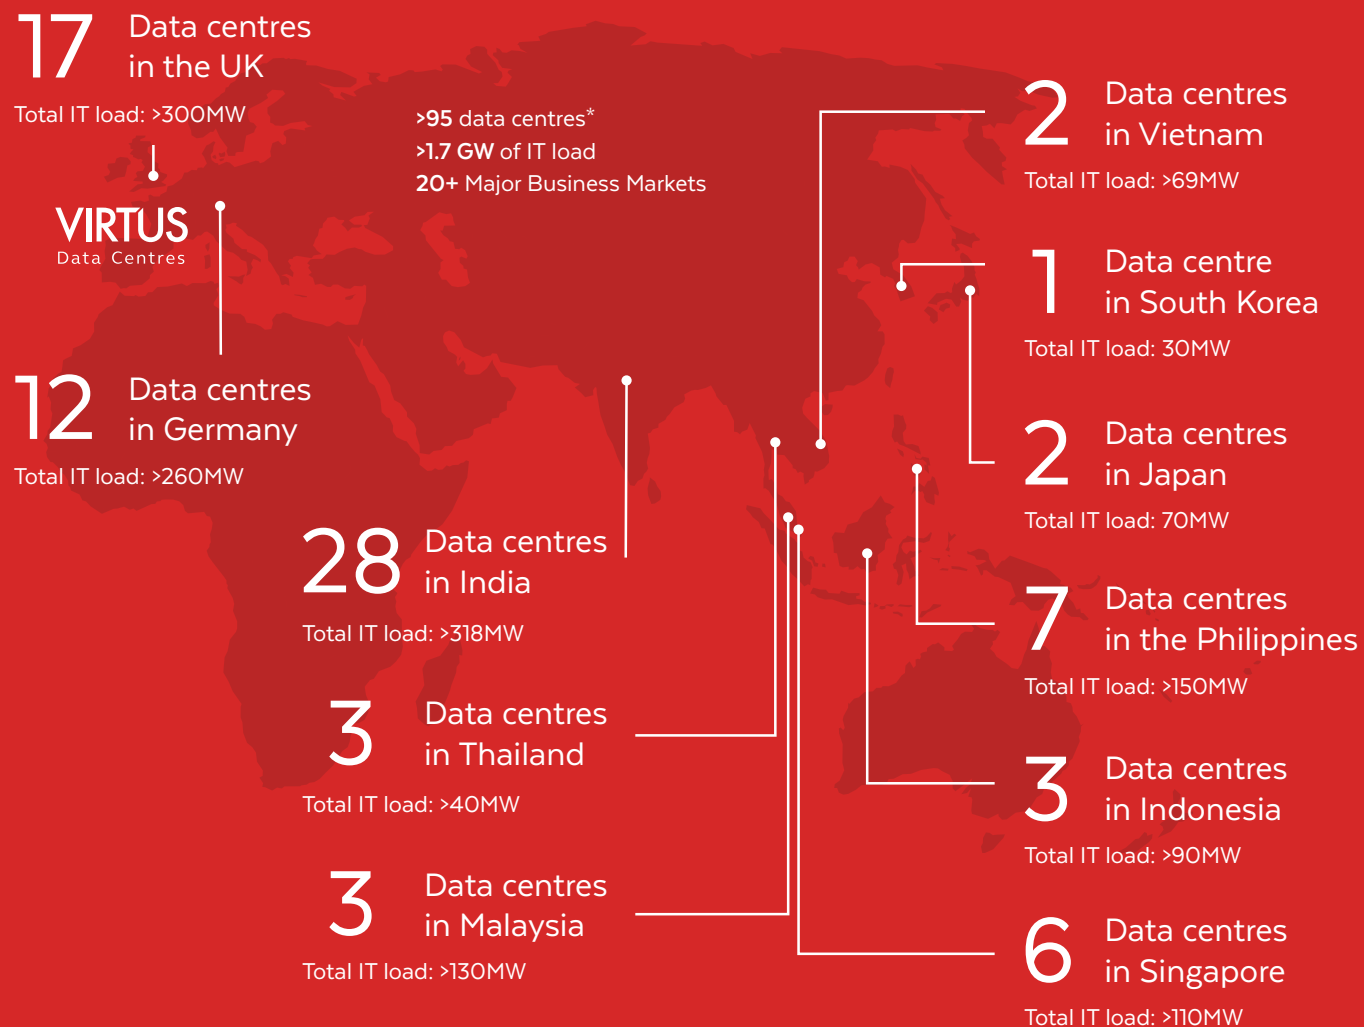 17
Data centres
in the UK
Total IT load: >300MW
VIRTUS
Data Centres
>95 data centres*
>1.7 GW of IT load
20+ Major Business Markets
12
Data centres
in Germany
Total IT load: >260MW
28
Data centres
in India
Total IT load: >318MW
3
Data centres
in Thailand
Total IT load: >40MW
3
Data centres
in Malaysia
Total IT load: >130MW
2
Data centres
in Vietnam
Total IT load: >69MW
1
Data centre
in South Korea
Total IT load: 30MW
2
Data centres
in Japan
Total IT load: 70MW
7
Data centres
in the Philippines
Total IT load: >150MW
3
Data centres
in Indonesia
Total IT load: >90MW
6
Data centres
in Singapore
Total IT load: >110MW